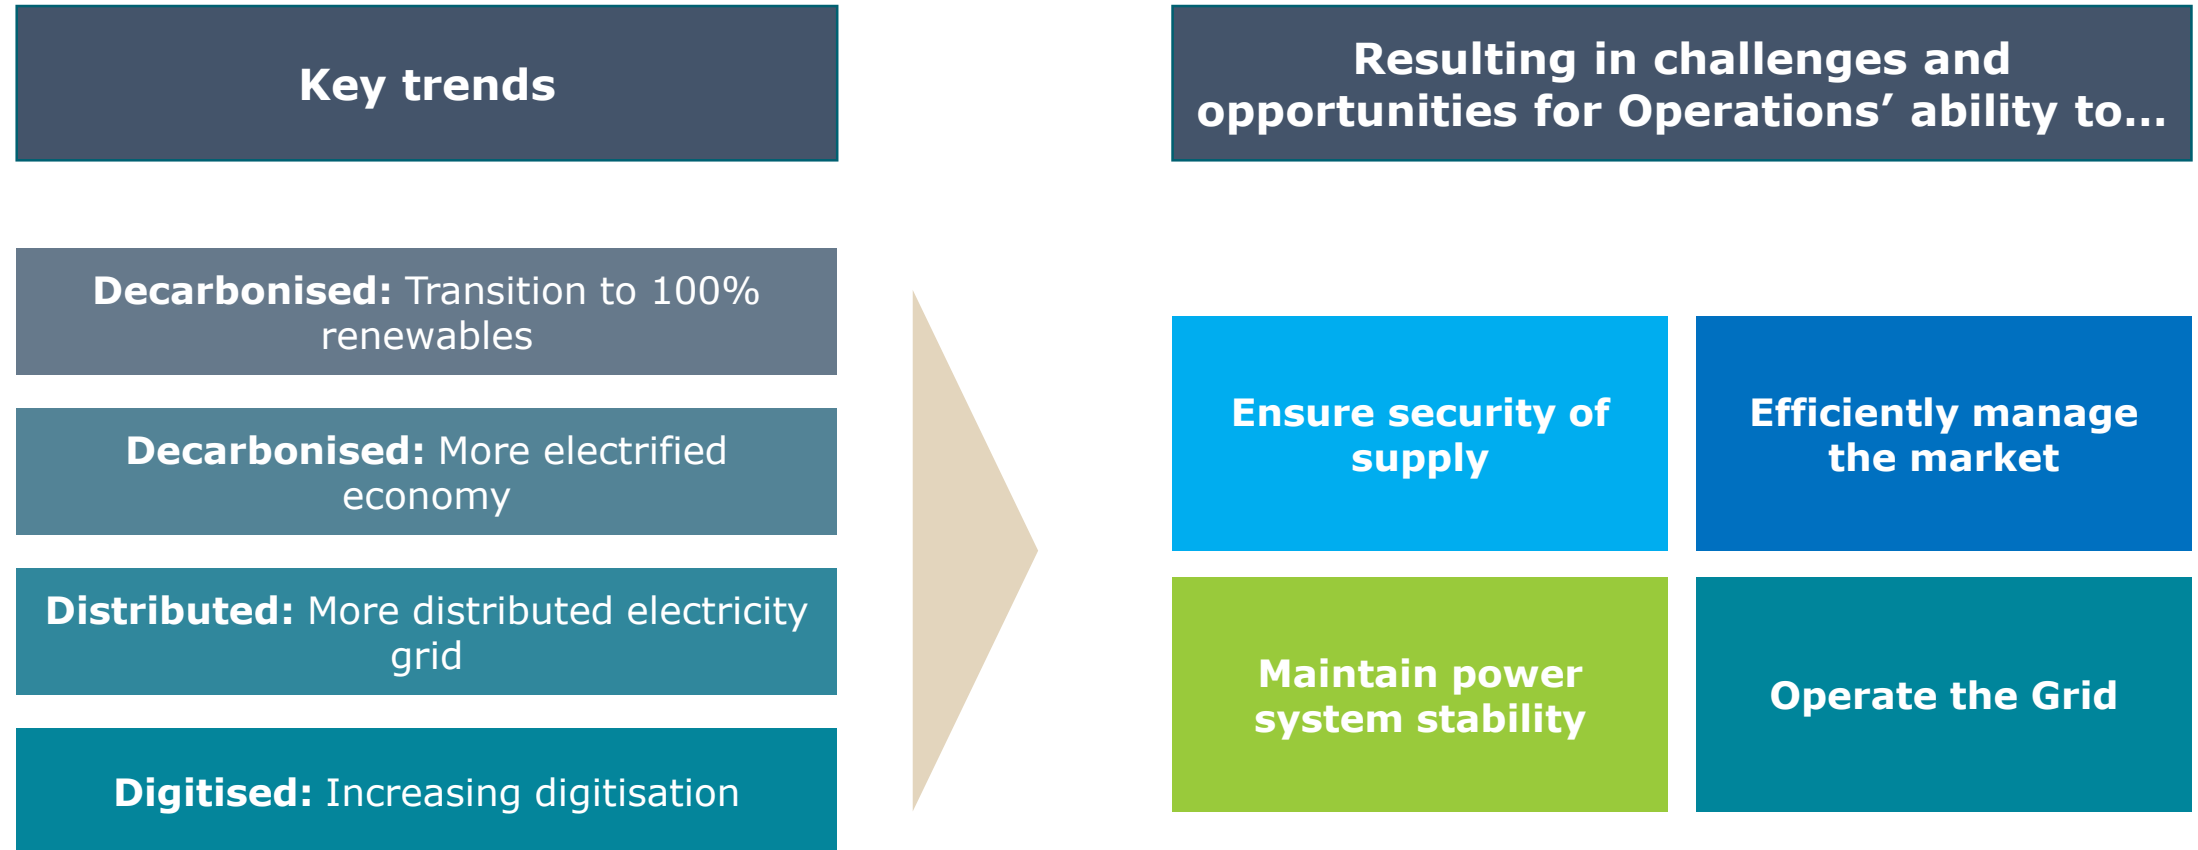 Key trends
Decarbonised: Transition to 100%
renewables
Decarbonised: More electrified
economy
Distributed: More distributed electricity
grid
Digitised: Increasing digitisation
Resulting in challenges and
opportunities for Operations’ ability to…
Ensure security of
supply
Efficiently manage
the market
Maintain power
system stability
Operate the Grid